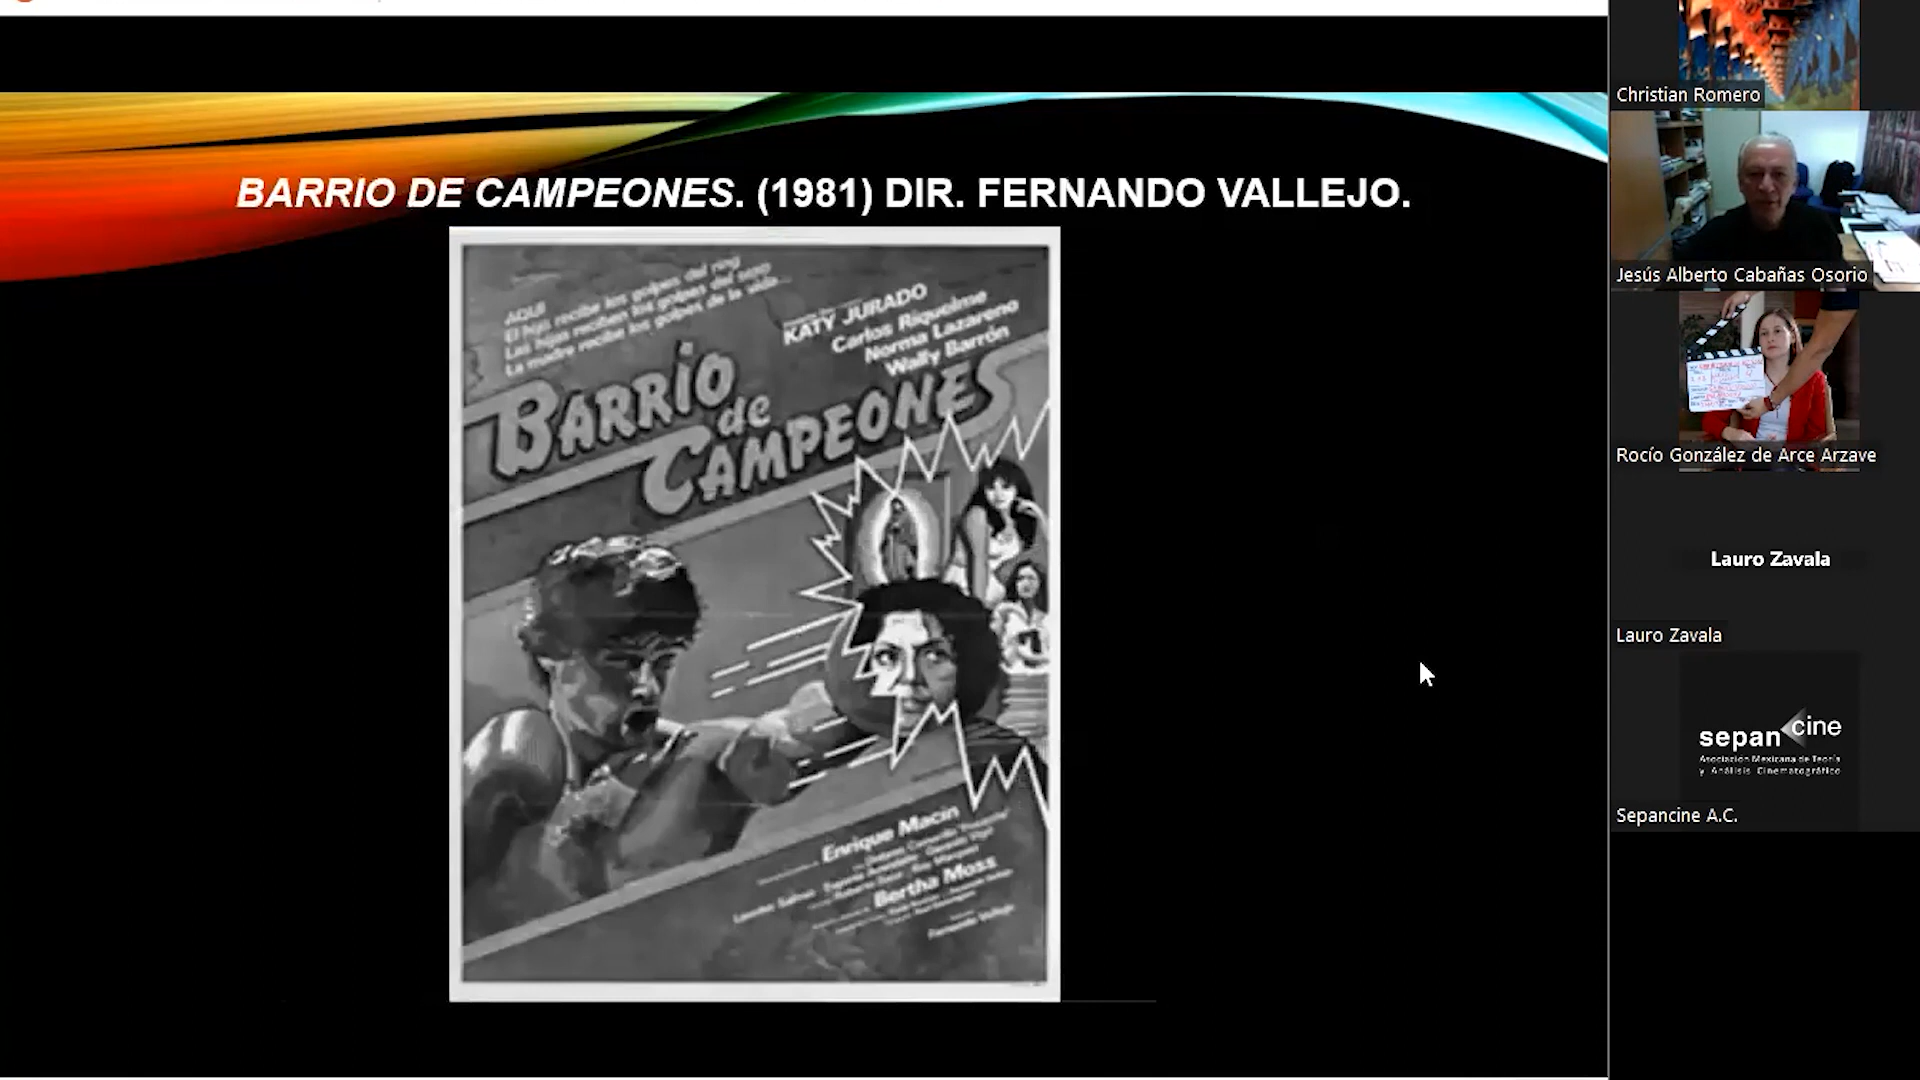 BARRIO DE CAMPEONES. (1981) DIR. FERNANDO VALLEJO.
AQUI
El hijo recibe los golpes del ring
Las hijas reciben los golpes del sexo
La madre recibe los golpes de la vida...
KATY JURADO
Carlos Riquelme
Norma Lazareno
Wally Barrón
BARRIO
de
CAMPEONES
Enrique Macin
Bertha Moss
Fernando Vallejo
Christian Romero
Jesús Alberto Cabañas Osorio
Rocío González de Arce Arzave
Lauro Zavala
Lauro Zavala
sepancine
Asociación Mexicana de Teoría
y Análisis Cinematográfico
Sepancine A.C.